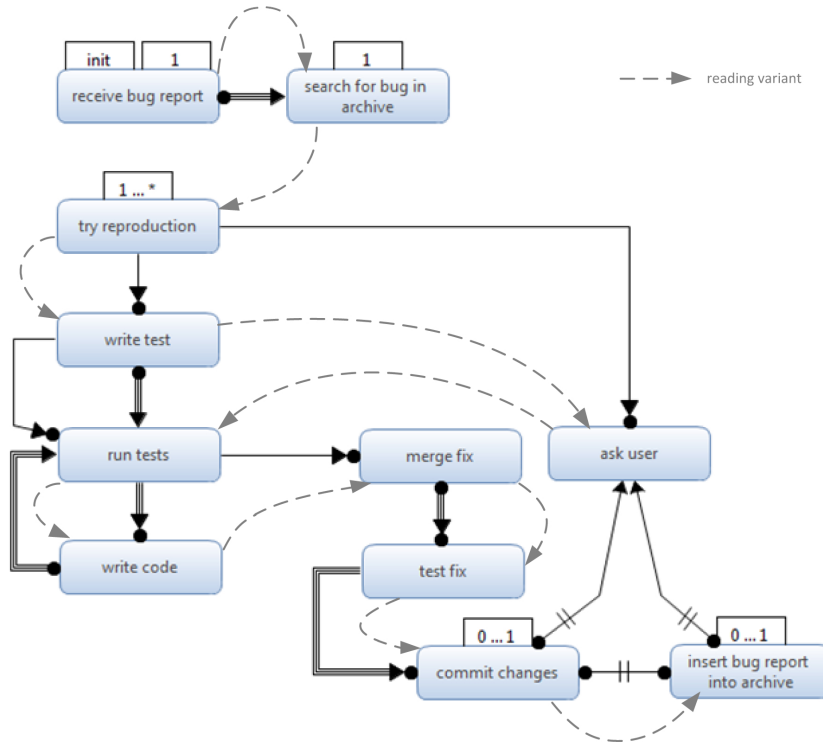 init
1
receive bug report
1
search for bug in
archive
reading variant
1 ... *
try reproduction
write test
run tests
merge fix
ask user
write code
test fix
0 ... 1
commit changes
0 ... 1
insert bug report
into archive